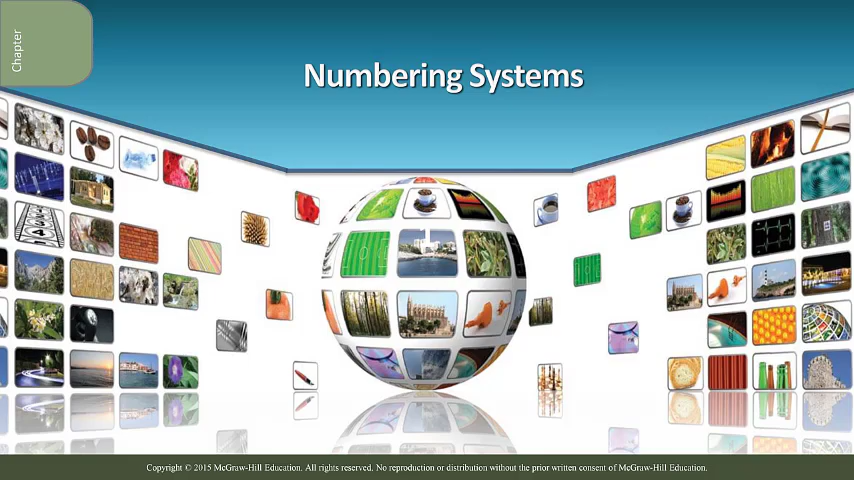 Chapter
Numbering Systems
Copyright © 2015 McGraw-Hill Education. All rights reserved. No reproduction or distribution without the prior written consent of McGraw-Hill Education.